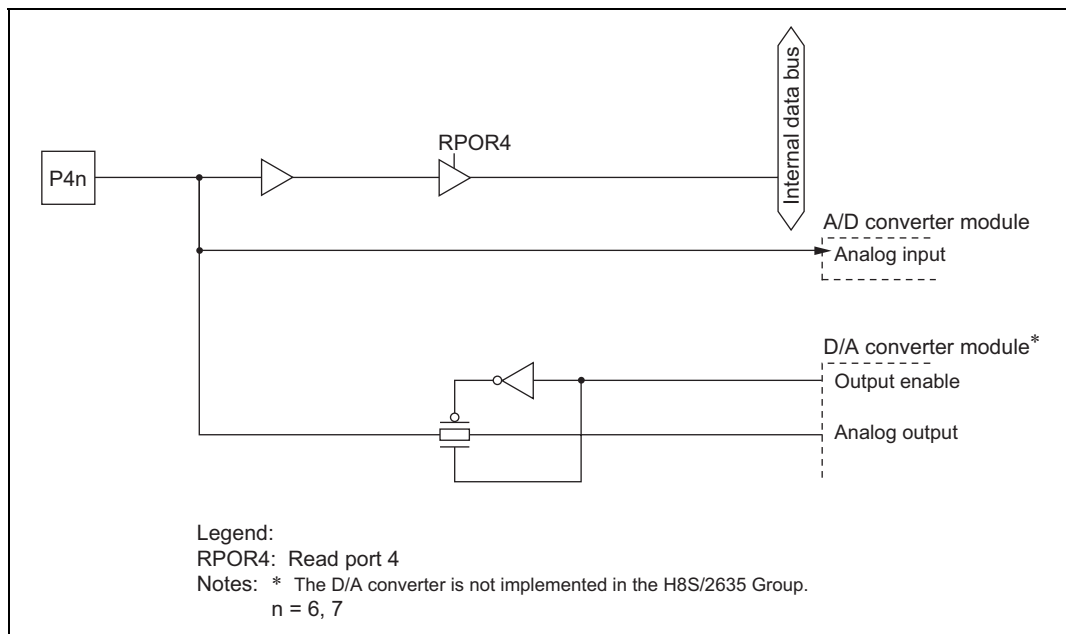 RPOR4
P4n
Internal data bus
A/D converter module
Analog input
D/A converter module*
Output enable
Analog output
Legend:
RPOR4: Read port 4
Notes: * The D/A converter is not implemented in the H8S/2635 Group.
n = 6, 7